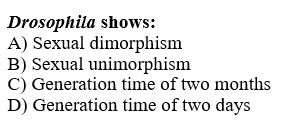 Drosophila shows:
A) Sexual dimorphism
B) Sexual unimorphism
C) Generation time of two months
D) Generation time of two days